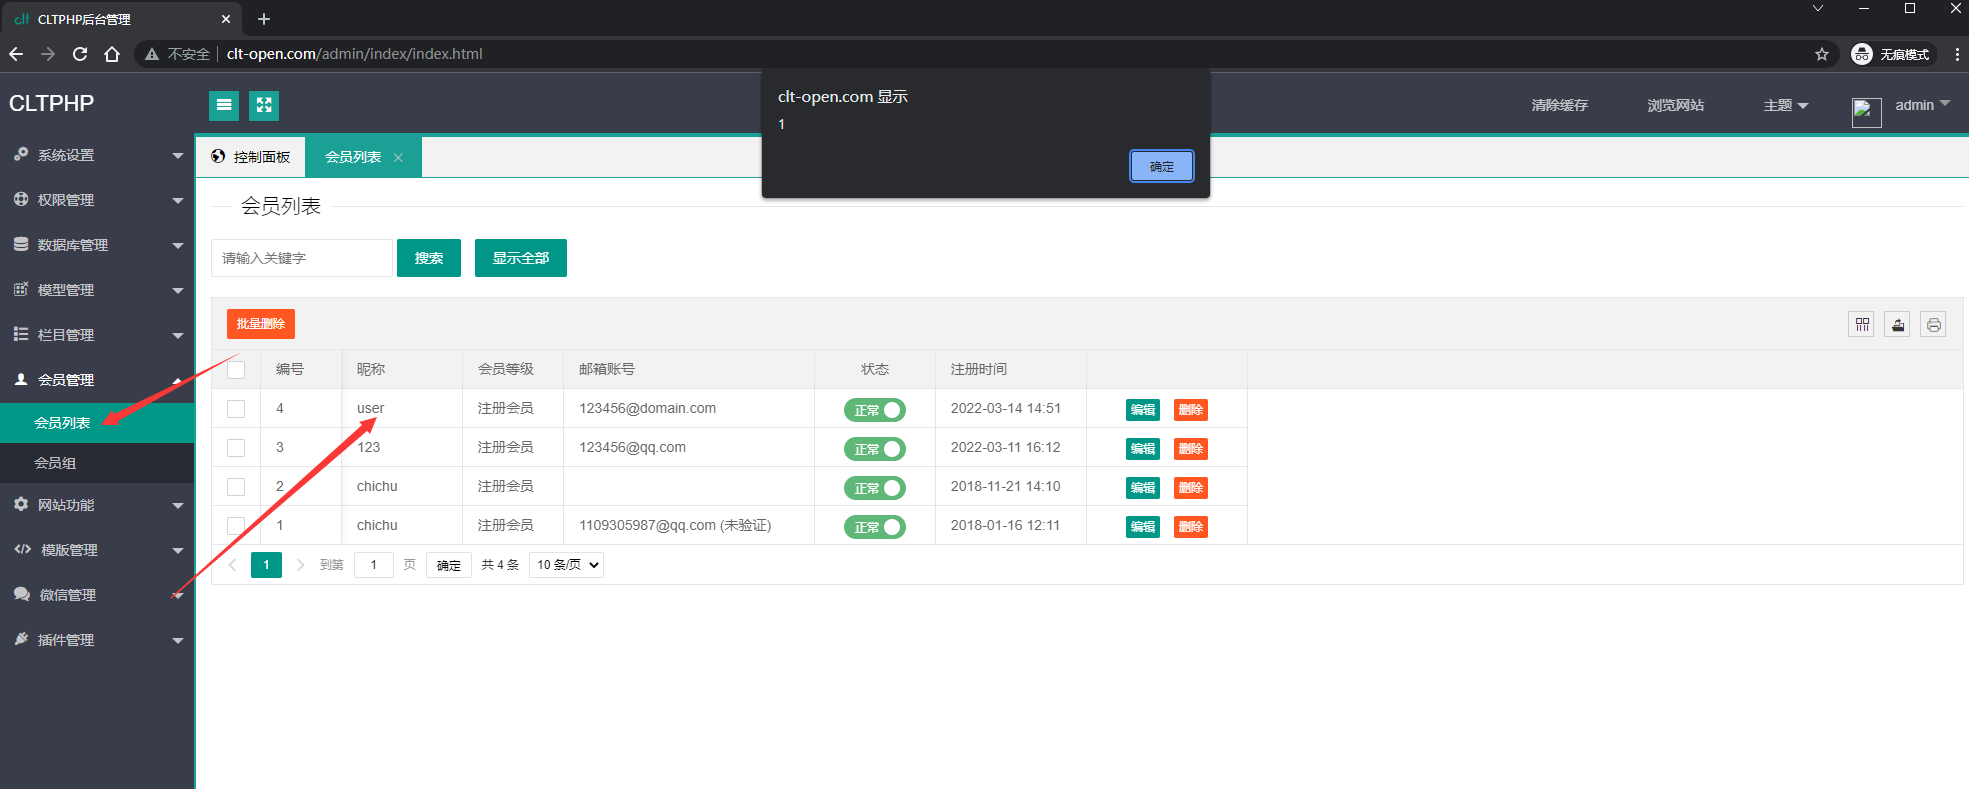 clt CLTPHP后台管理
不安全 clt-open.com/admin/index/index.html 无痕模式
clt-open.com 显示
1
确定
CLTPHP 清除缓存 浏览网站 主题 admin
系统设置
权限管理
数据库管理
模型管理
栏目管理
会员管理
会员列表
会员组
网站功能
模版管理
微信管理
插件管理
控制面板 会员列表
会员列表
请输入关键字 搜索 显示全部
批量删除
编号 昵称 会员等级 邮箱账号 状态 注册时间
4 user 注册会员 123456@domain.com 正常 2022-03-14 14:51 编辑 删除
3 123 注册会员 123456@qq.com 正常 2022-03-11 16:12 编辑 删除
2 chichu 注册会员 正常 2018-11-21 14:10 编辑 删除
1 chichu 注册会员 1109305987@qq.com (未验证) 正常 2018-01-16 12:11 编辑 删除
1 到第 1 页 确定 共 4 条 10 条/页